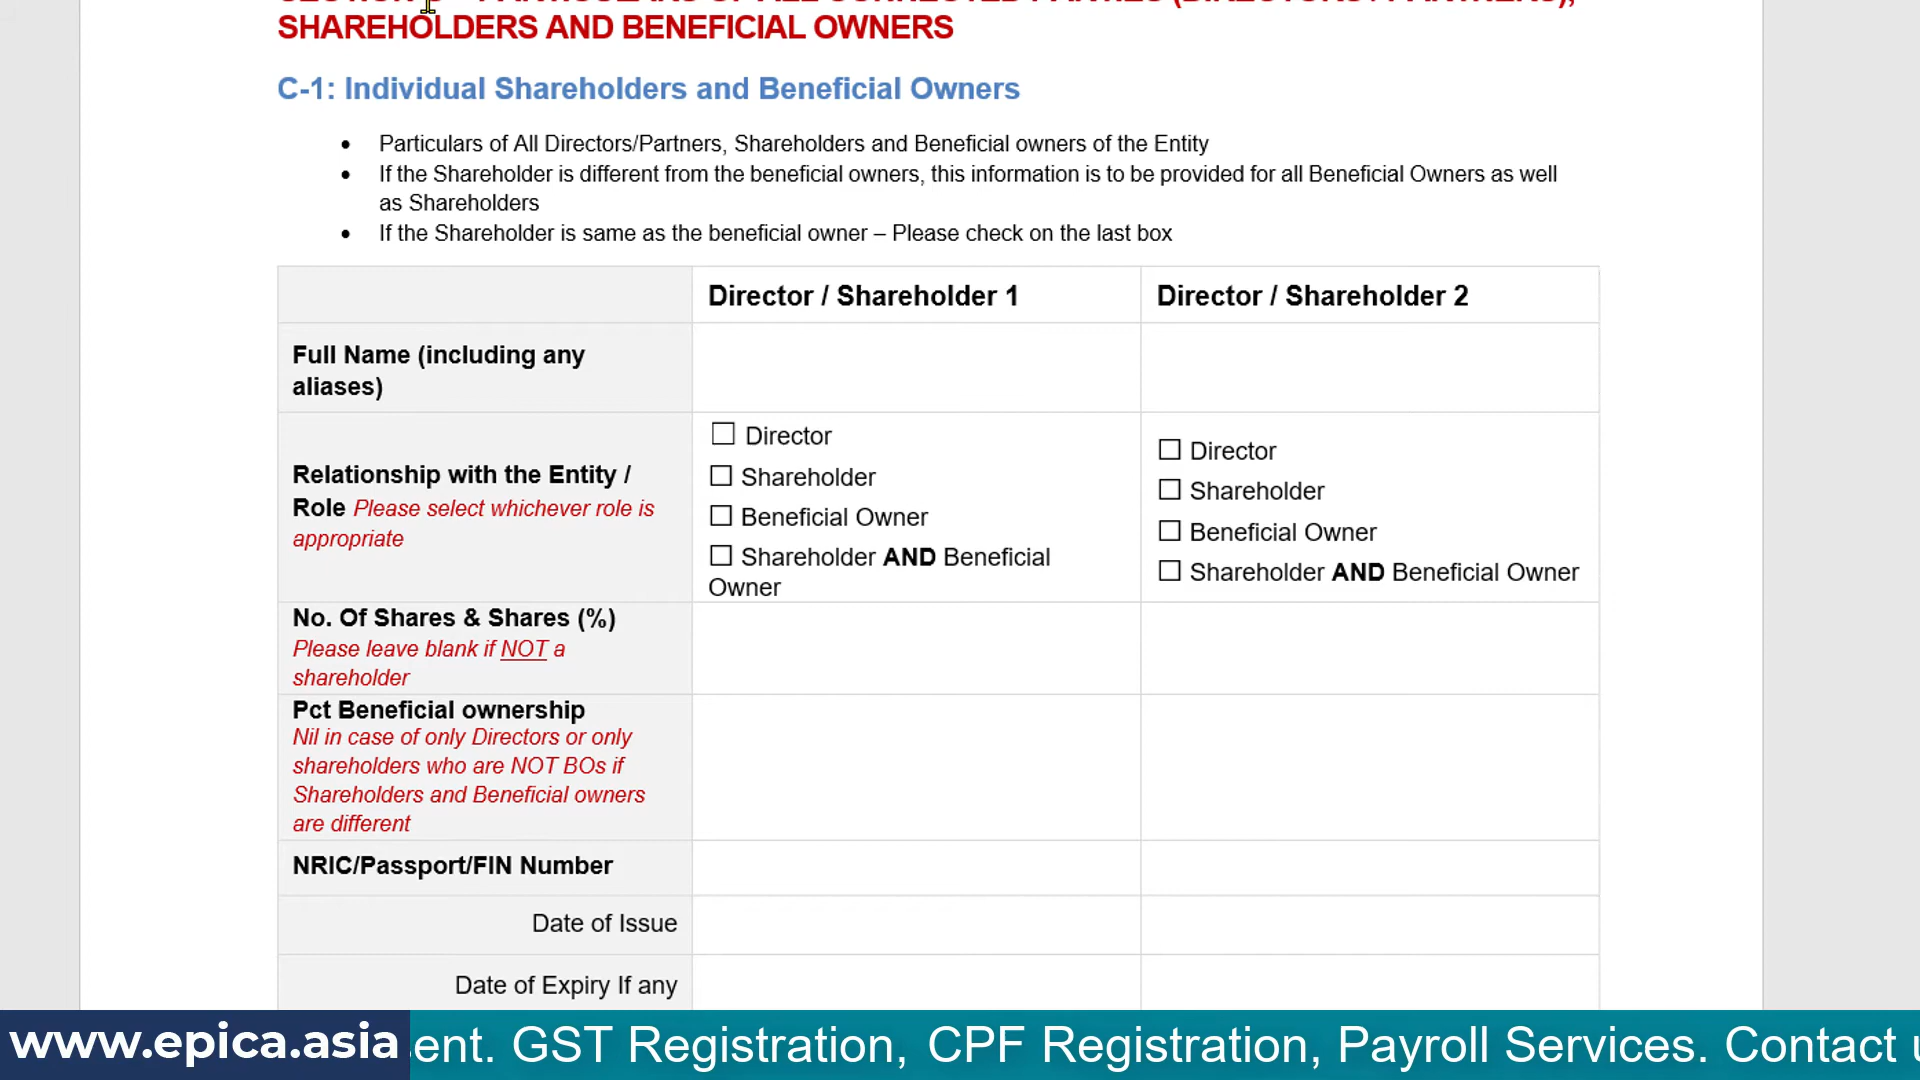 SECTION C – PARTICULARS OF ALL CONNECTED PARTIES (DIRECTORS / PARTNERS),
SHAREHOLDERS AND BENEFICIAL OWNERS
C-1: Individual Shareholders and Beneficial Owners
• Particulars of All Directors/Partners, Shareholders and Beneficial owners of the Entity
• If the Shareholder is different from the beneficial owners, this information is to be provided for all Beneficial Owners as well
as Shareholders
• If the Shareholder is same as the beneficial owner – Please check on the last box
Director / Shareholder 1
Director / Shareholder 2
Full Name (including any
aliases)
Relationship with the Entity /
Role Please select whichever role is
appropriate
☐ Director
☐ Shareholder
☐ Beneficial Owner
☐ Shareholder AND Beneficial
Owner
☐ Director
☐ Shareholder
☐ Beneficial Owner
☐ Shareholder AND Beneficial Owner
No. Of Shares & Shares (%)
Please leave blank if NOT a
shareholder
Pct Beneficial ownership
Nil in case of only Directors or only
shareholders who are NOT BOs if
Shareholders and Beneficial owners
are different
NRIC/Passport/FIN Number
Date of Issue
Date of Expiry If any
www.epica.asia
ent. GST Registration, CPF Registration, Payroll Services. Contact u